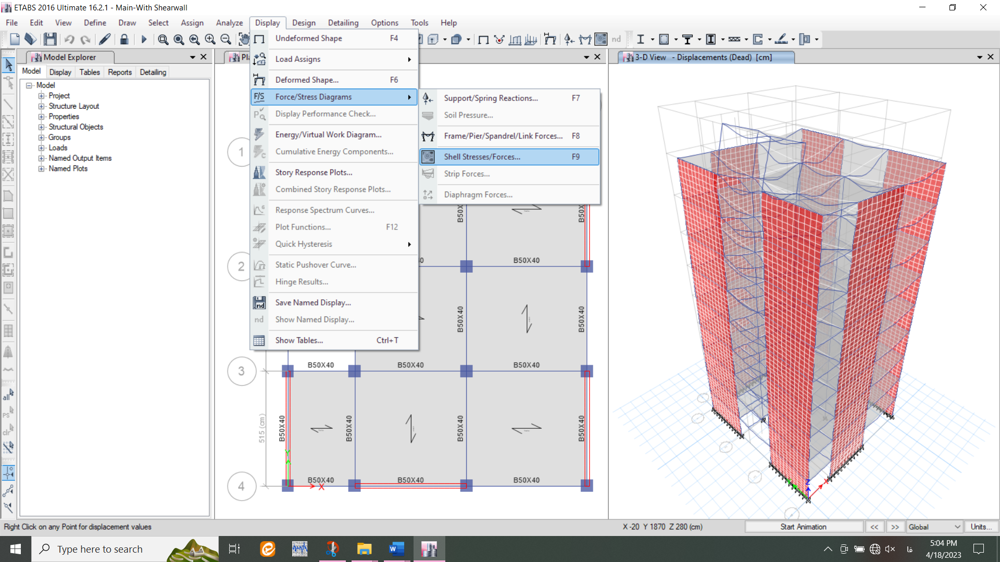 ETABS 2016 Ultimate 16.2.1 - Main-With Shearwall
File Edit View Define Draw Select Assign Analyze Display Design Detailing Options Tools Help
nd
Model Explorer
Model Display Tables Reports Detailing
Model
Project
Structure Layout
Properties
Structural Objects
Groups
Loads
Named Output Items
Named Plots
Undeformed Shape F4
Load Assigns
Deformed Shape... F6
F/S Force/Stress Diagrams
Display Performance Check...
Energy/Virtual Work Diagram...
Cumulative Energy Components...
Story Response Plots...
Combined Story Response Plots...
Response Spectrum Curves...
Plot Functions... F12
Quick Hysteresis
Static Pushover Curve...
Hinge Results...
nd Save Named Display...
nd Show Named Display...
Show Tables... Ctrl+T
Support/Spring Reactions... F7
Soil Pressure...
Frame/Pier/Spandrel/Link Forces... F8
Shell Stresses/Forces... F9
Strip Forces...
Diaphragm Forces...
3-D View - Displacements (Dead) [cm]
1
B50X
B50X
2
40
B50X40
B50X40
B50X40
3
B50X40
B50X40
B50X40
515 (cm)
B50X40
B50X40
B50X40
B50X40
Y
4
B50X40
B50X40
B50X40
X
Z
X
all
PS
clr
Right Click on any Point for displacement values
X -20 Y 1870 Z 280 (cm)
Start Animation
<<
>>
Global
Units...
Type here to search
W
فا
5:04 PM
4/18/2023